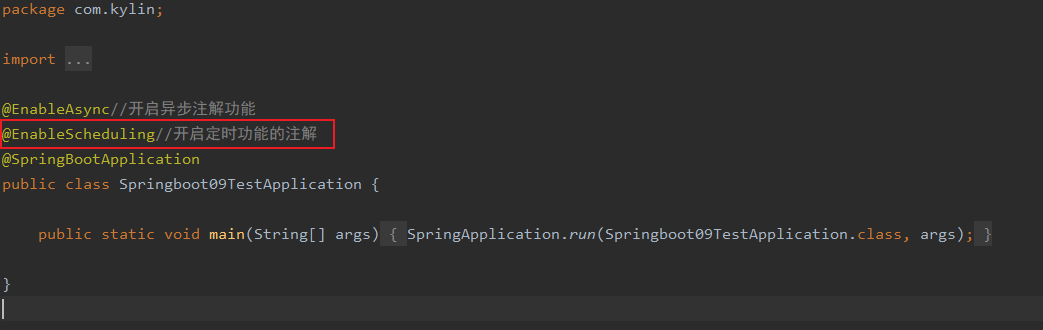 package com.kylin;
import ...
@EnableAsync//开启异步注解功能
@EnableScheduling//开启定时功能的注解
@SpringBootApplication
public class Springboot09TestApplication {
public static void main(String[] args) { SpringApplication.run(Springboot09TestApplication.class, args); }
}